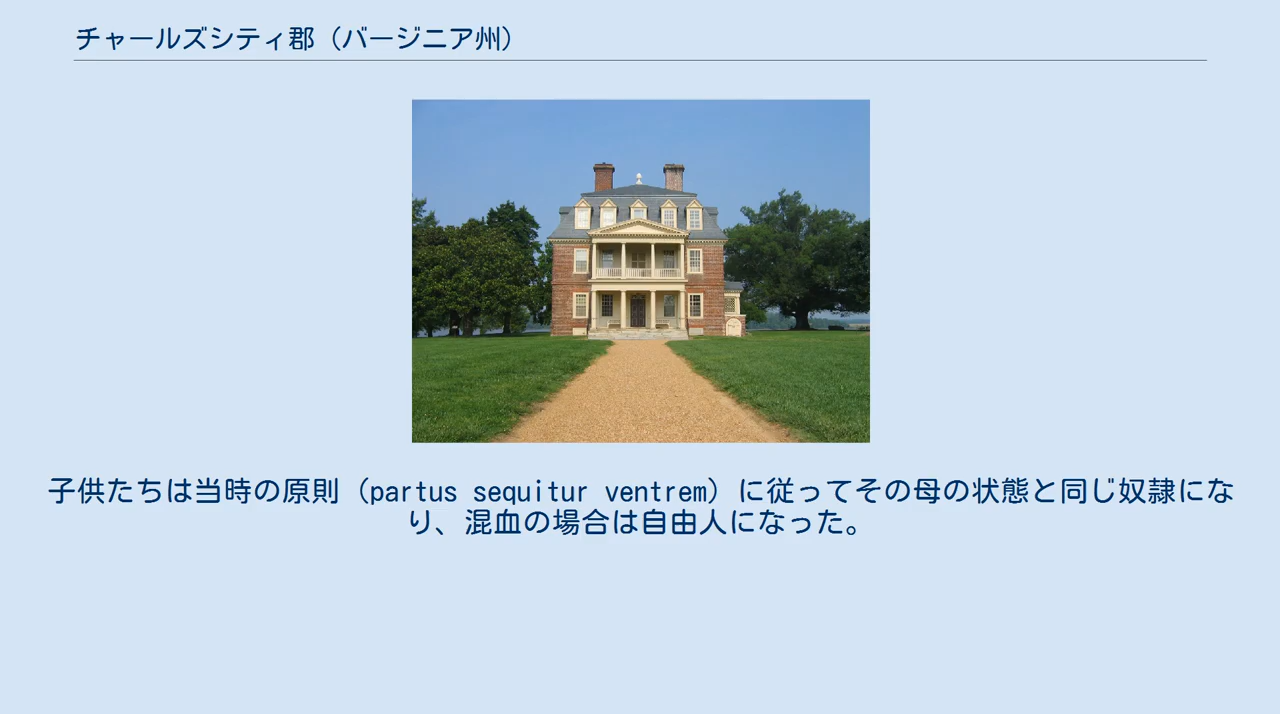 チャールズシティ郡（バージニア州）
子供たちは当時の原則（partus sequitur ventrem）に従ってその母の状態と同じ奴隷にな
り、混血の場合は自由人になった。